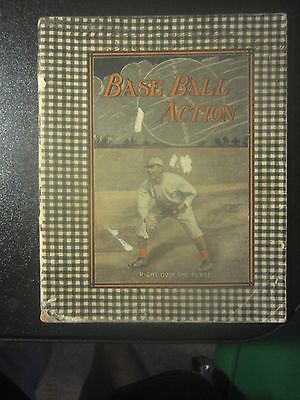 BASE BALL
ACTION
RIGHT OVER THE PLATE